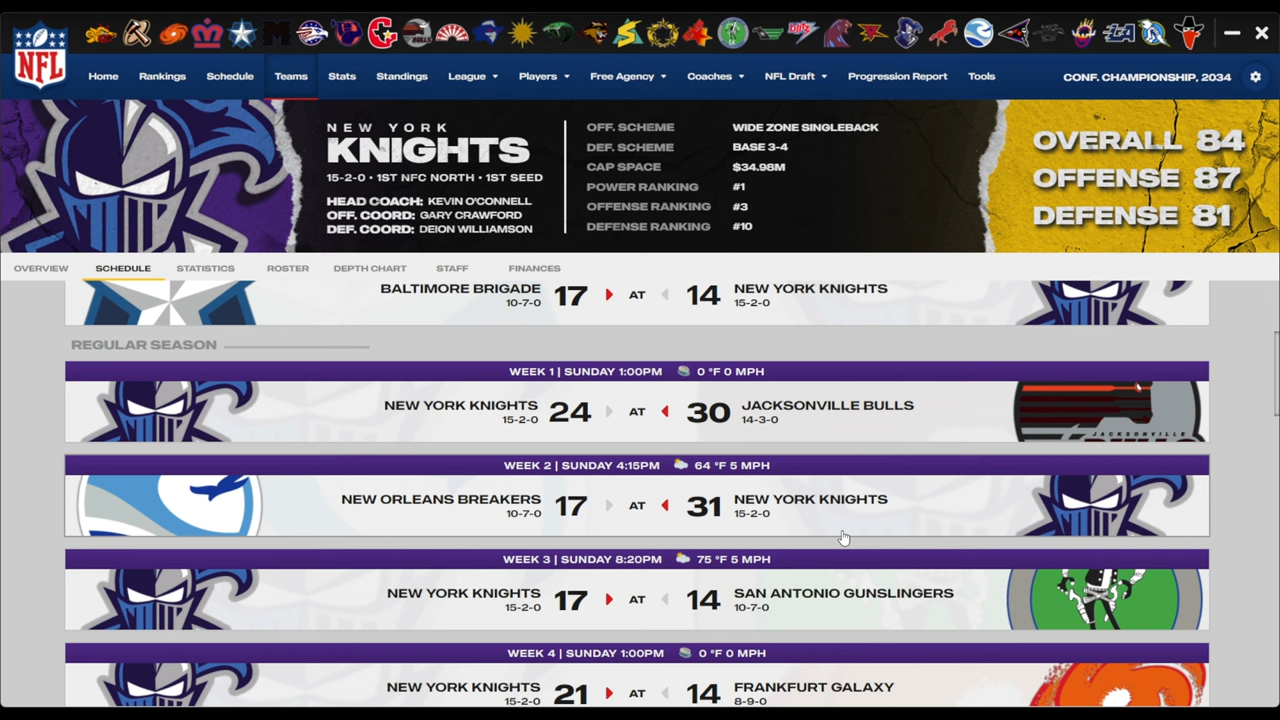 NFL
Home Rankings Schedule Teams Stats Standings League Players Free Agency Coaches NFL Draft Progression Report Tools CONF. CHAMPIONSHIP, 2034
NEW YORK
KNIGHTS
15-2-0 • 1ST NFC NORTH • 1ST SEED
HEAD COACH: KEVIN O'CONNELL
OFF. COORD: GARY CRAWFORD
DEF. COORD: DEION WILLIAMSON
OFF. SCHEME WIDE ZONE SINGLEBACK
DEF. SCHEME BASE 3-4
CAP SPACE $34.98M
POWER RANKING #1
OFFENSE RANKING #3
DEFENSE RANKING #10
OVERALL 84
OFFENSE 87
DEFENSE 81
OVERVIEW SCHEDULE STATISTICS ROSTER DEPTH CHART STAFF FINANCES
BALTIMORE BRIGADE 17 AT 14 NEW YORK KNIGHTS
10-7-0 15-2-0
REGULAR SEASON
WEEK 1 | SUNDAY 1:00PM 0 °F 0 MPH
NEW YORK KNIGHTS 24 AT 30 JACKSONVILLE BULLS
15-2-0 14-3-0
JACKSONVILLE
WEEK 2 | SUNDAY 4:15PM 64 °F 5 MPH
NEW ORLEANS BREAKERS 17 AT 31 NEW YORK KNIGHTS
10-7-0 15-2-0
WEEK 3 | SUNDAY 8:20PM 75 °F 5 MPH
NEW YORK KNIGHTS 17 AT 14 SAN ANTONIO GUNSLINGERS
15-2-0 10-7-0
WEEK 4 | SUNDAY 1:00PM 0 °F 0 MPH
NEW YORK KNIGHTS 21 AT 14 FRANKFURT GALAXY
15-2-0 8-9-0